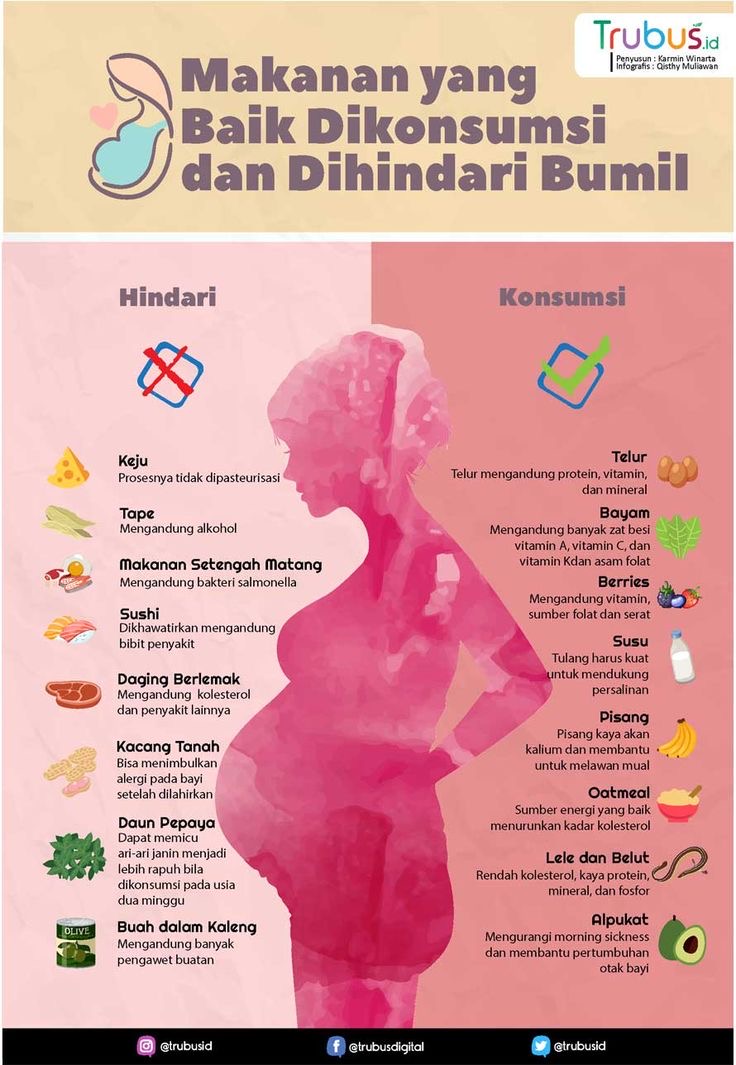 Trubus.id
Penyusun : Karmin Winarta
Infografis : Qisthy Muliawan
Makanan yang
Baik Dikonsumsi
dan Dihindari Bumil
Hindari
Keju
Prosesnya tidak dipasteurisasi
Tape
Mengandung alkohol
Makanan Setengah Matang
Mengandung bakteri salmonella
Sushi
Dikhawatirkan mengandung
bibit penyakit
Daging Berlemak
Mengandung kolesterol
dan penyakit lainnya
Kacang Tanah
Bisa menimbulkan
alergi pada bayi
setelah dilahirkan
Daun Pepaya
Dapat memicu
ari-ari janin menjadi
lebih rapuh bila
dikonsumsi pada usia
dua minggu
OLIVE
Buah dalam Kaleng
Mengandung banyak
pengawet buatan
Konsumsi
Telur
Telur mengandung protein, vitamin,
dan mineral
Bayam
Mengandung banyak zat besi
vitamin A, vitamin C, dan
vitamin Kdan asam folat
Berries
Mengandung vitamin,
sumber folat dan serat
Susu
Tulang harus kuat
untuk mendukung
persalinan
Pisang
Pisang kaya akan
kalium dan membantu
untuk melawan mual
Oatmeal
Sumber energi yang baik
menurunkan kadar kolesterol
Lele dan Belut
Rendah kolesterol, kaya protein,
mineral, dan fosfor
Alpukat
Mengurangi morning sickness
dan membantu pertumbuhan
otak bayi
@trubusid
@trubusdigital
@trubusid